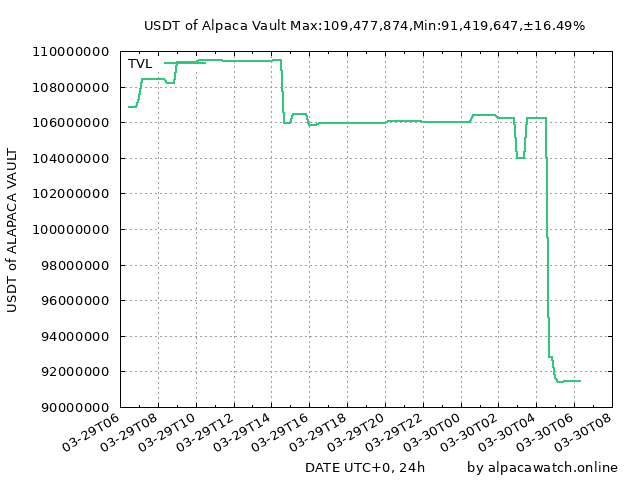 USDT of Alpaca Vault Max:109,477,874,Min:91,419,647,±16.49%
110000000
TVL
108000000
106000000
104000000
102000000
100000000
98000000
96000000
94000000
92000000
90000000
USDT of ALAPACA VAULT
03-29T06
03-29T08
03-29T10
03-29T12
03-29T14
03-29T16
03-29T18
03-29T20
03-29T22
03-30T00
03-30T02
03-30T04
03-30T06
03-30T08
DATE UTC+0, 24h
by alpacawatch.online